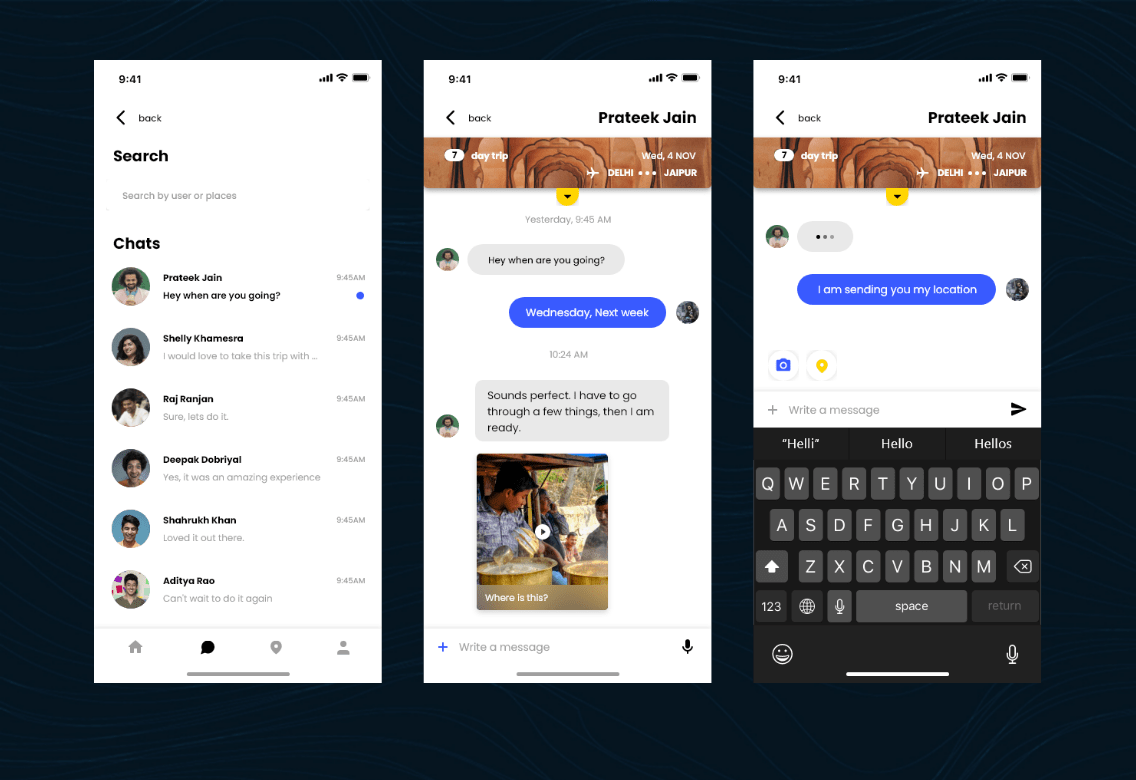 9:41
back
Search
Search by user or places
Chats
Prateek Jain
9:45AM
Hey when are you going?
Shelly Khamesra
9:45AM
I would love to take this trip with ...
Raj Ranjan
9:45AM
Sure, lets do it.
Deepak Dobriyal
9:45AM
Yes, it was an amazing experience
Shahrukh Khan
9:45AM
Loved it out there.
Aditya Rao
9:45AM
Can't wait to do it again
9:41
back
Prateek Jain
7 day trip
Wed, 4 NOV
DELHI ••• JAIPUR
Yesterday, 9:45 AM
Hey when are you going?
Wednesday, Next week
10:24 AM
Sounds perfect. I have to go
through a few things, then I am
ready.
Where is this?
+ Write a message
9:41
back
Prateek Jain
7 day trip
Wed, 4 NOV
DELHI ••• JAIPUR
I am sending you my location
+ Write a message
“Helli” Hello Hellos
Q W E R T Y U I O P
A S D F G H J K L
Z X C V B N M
123 space return